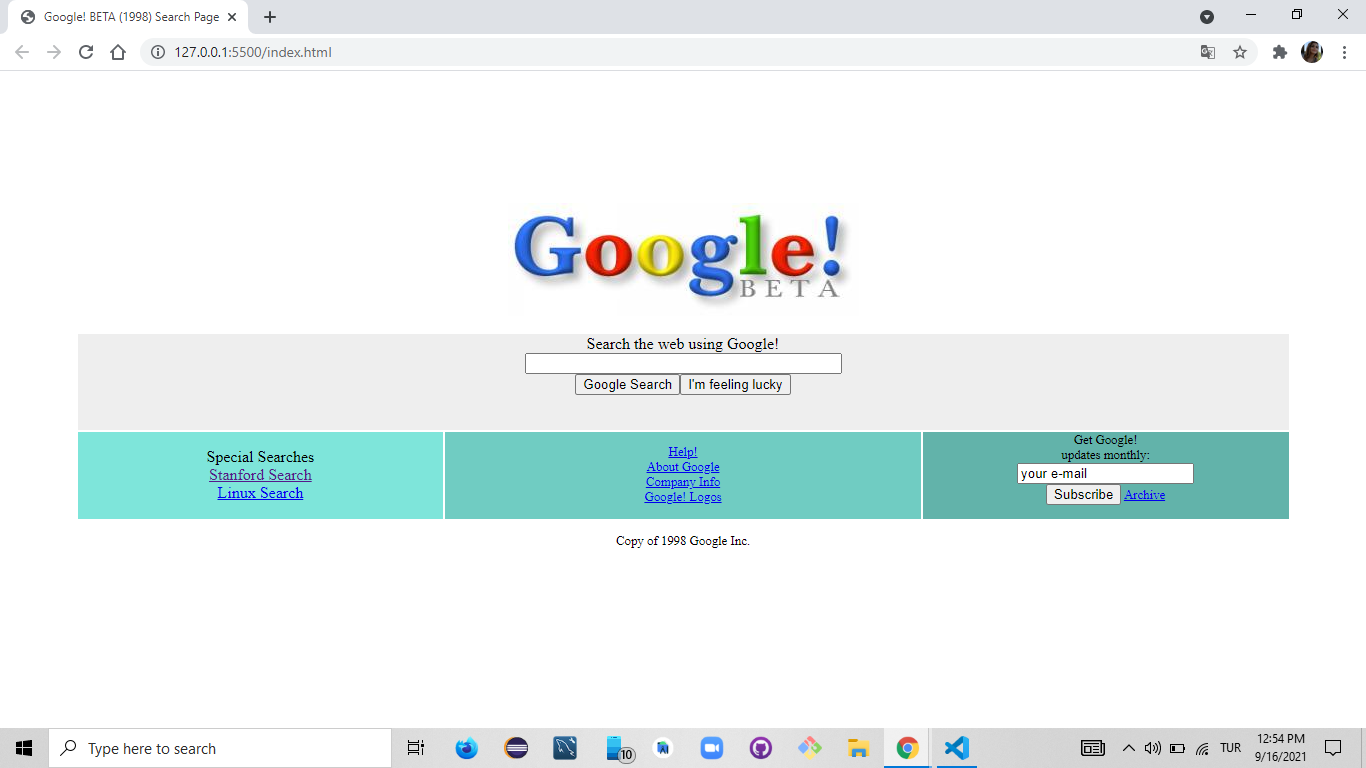 Google! BETA (1998) Search Page
127.0.0.1:5500/index.html
Google!
BETA
Search the web using Google!
Google Search I'm feeling lucky
Special Searches
Stanford Search
Linux Search
Help!
About Google
Company Info
Google! Logos
Get Google!
updates monthly:
your e-mail
Subscribe Archive
Copy of 1998 Google Inc.
Type here to search
10
TUR
12:54 PM
9/16/2021